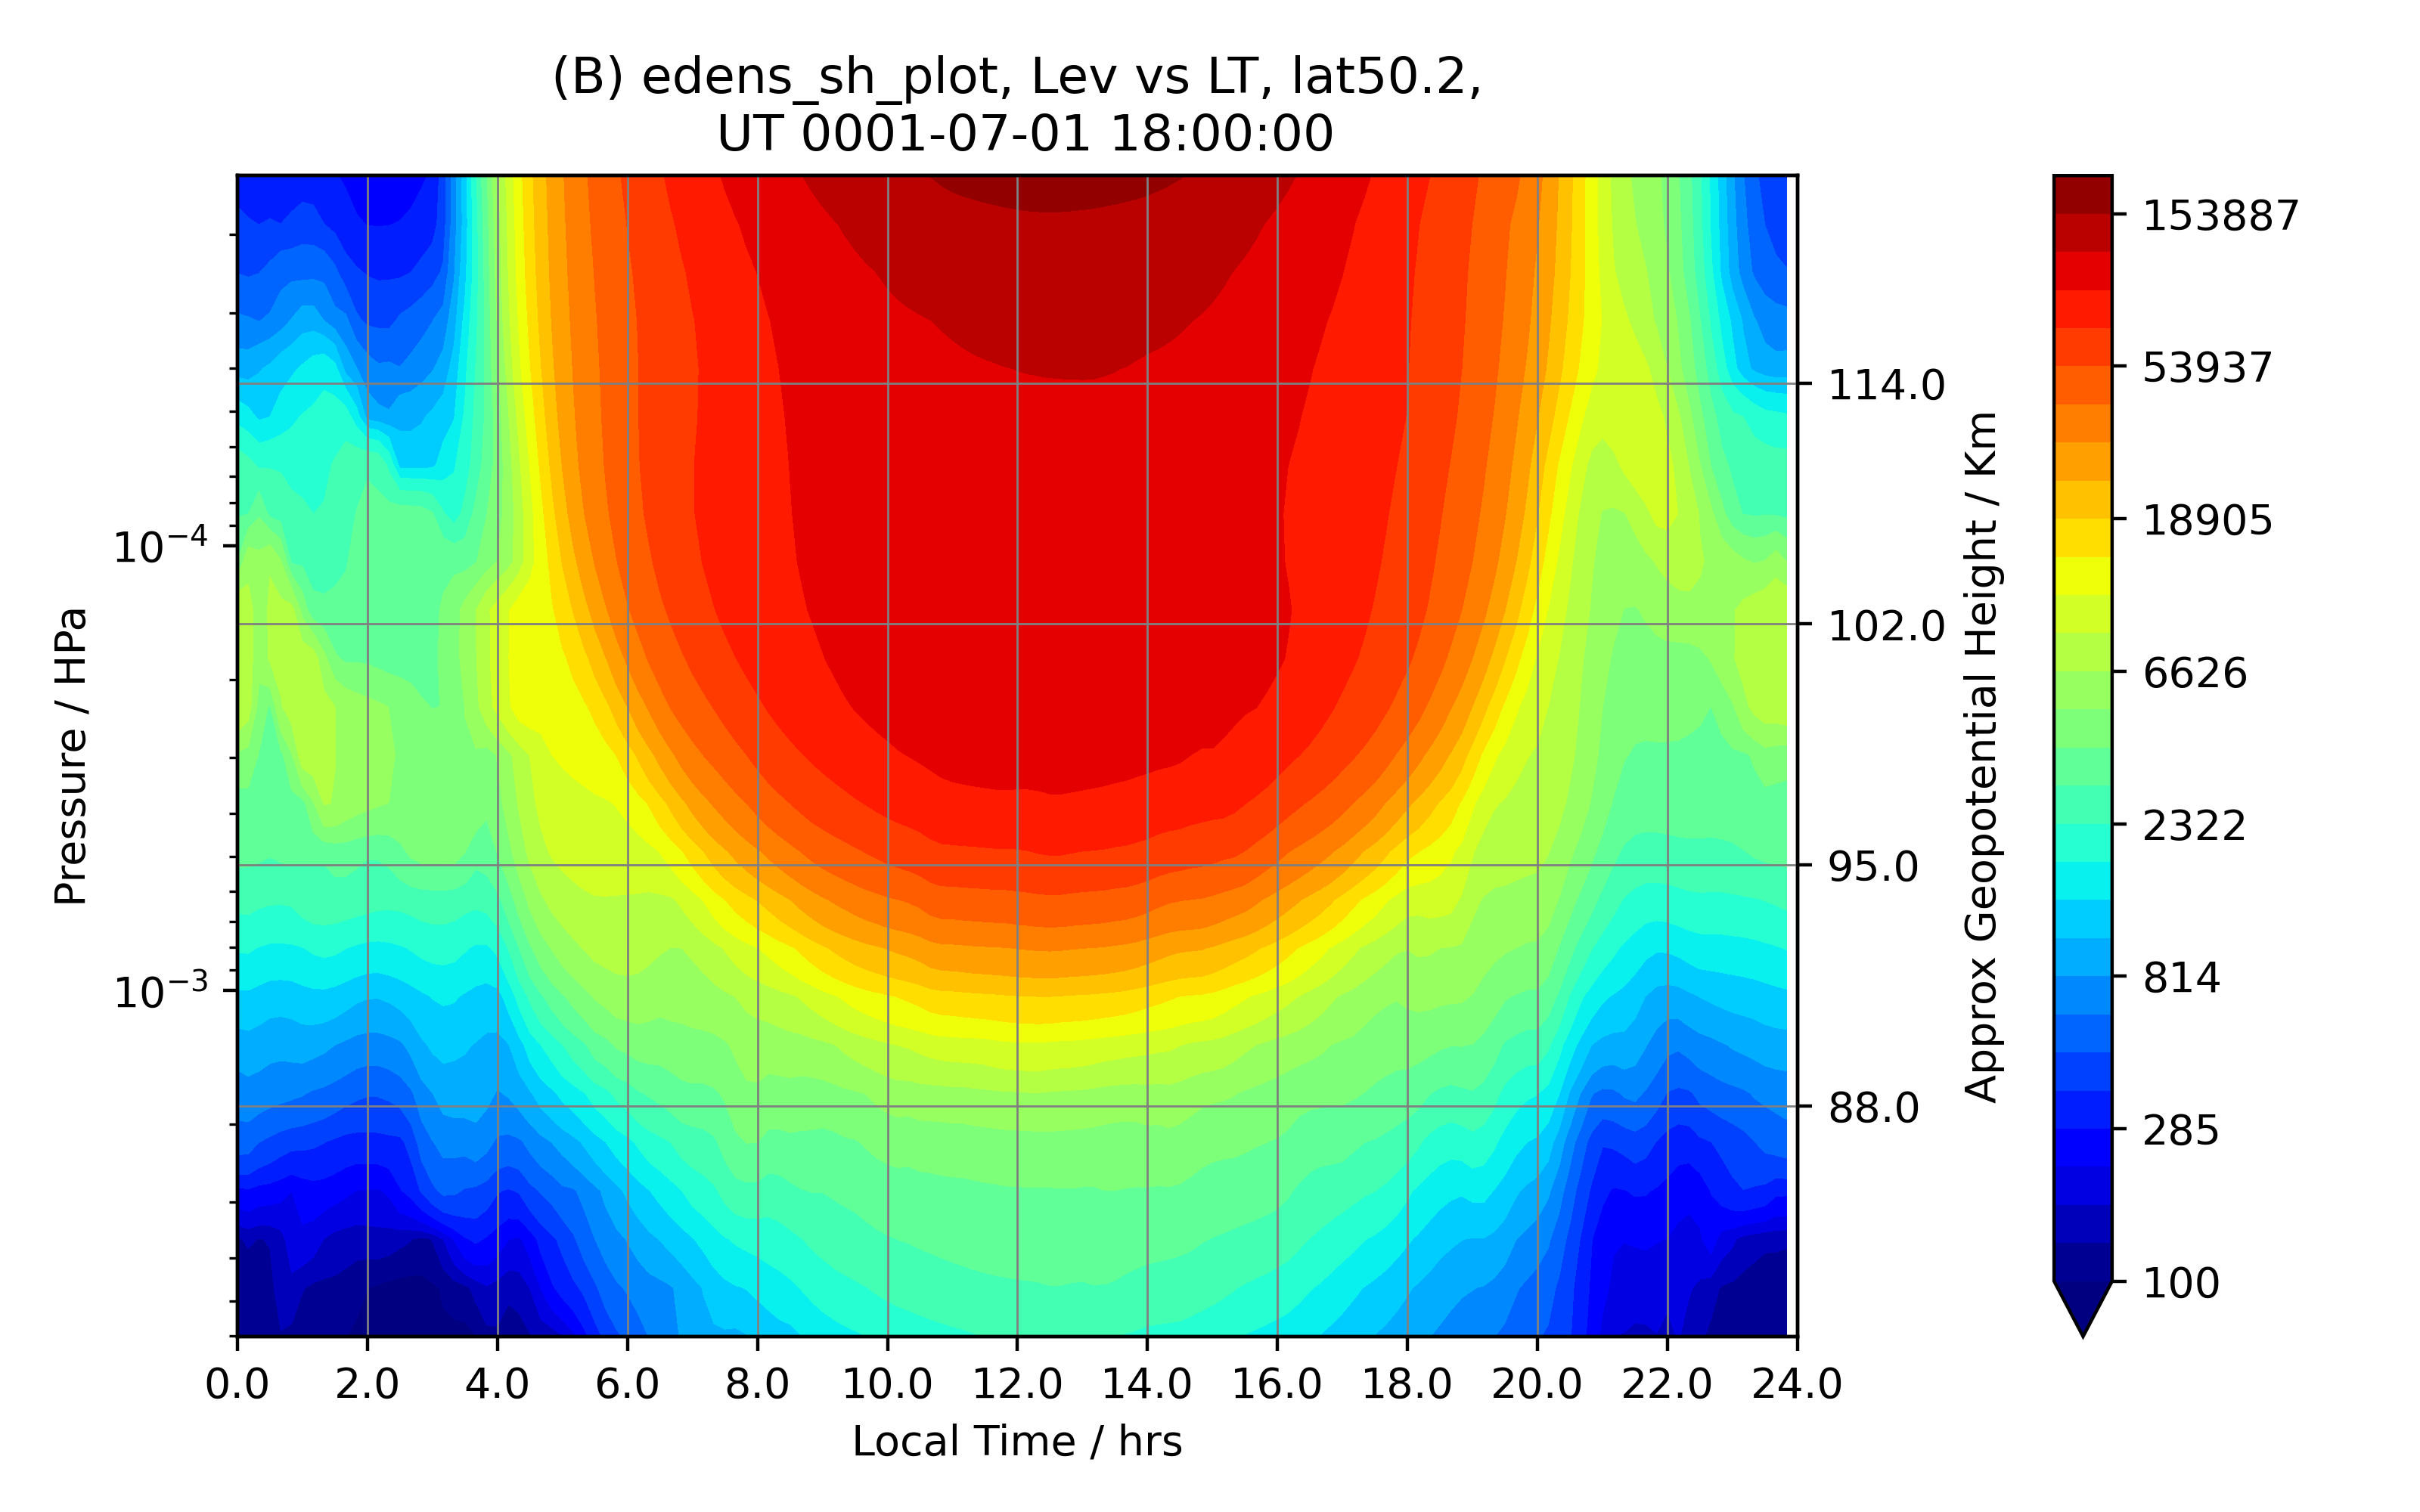 (B) edens_sh_plot, Lev vs LT, lat50.2,
UT 0001-07-01 18:00:00
Pressure / HPa
10⁻⁴
10⁻³
0.0 2.0 4.0 6.0 8.0 10.0 12.0 14.0 16.0 18.0 20.0 22.0 24.0
Local Time / hrs
114.0
102.0
95.0
88.0
Approx Geopotential Height / Km
153887
53937
18905
6626
2322
814
285
100